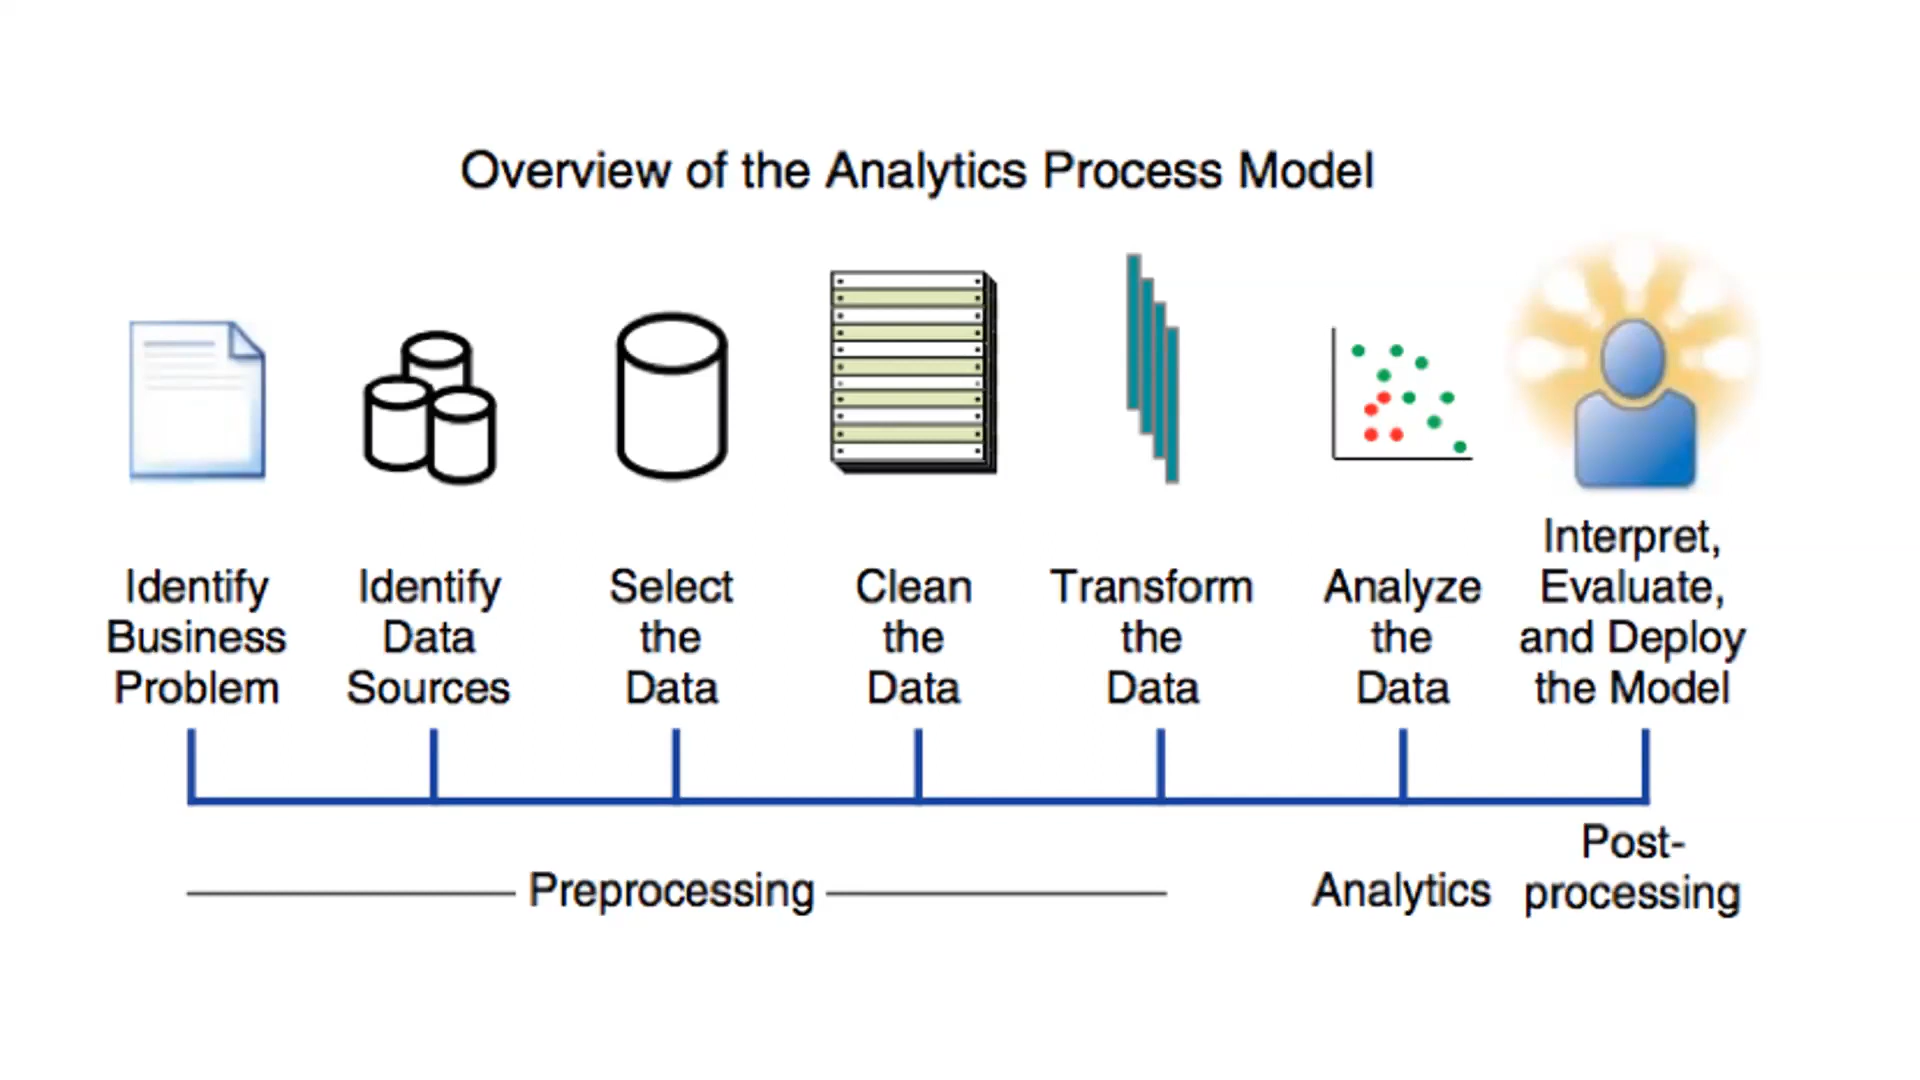 Overview of the Analytics Process Model
Identify
Business
Problem
Identify
Data
Sources
Select
the
Data
Clean
the
Data
Transform
the
Data
Analyze
the
Data
Interpret,
Evaluate,
and Deploy
the Model
Preprocessing
Analytics
Post-
processing